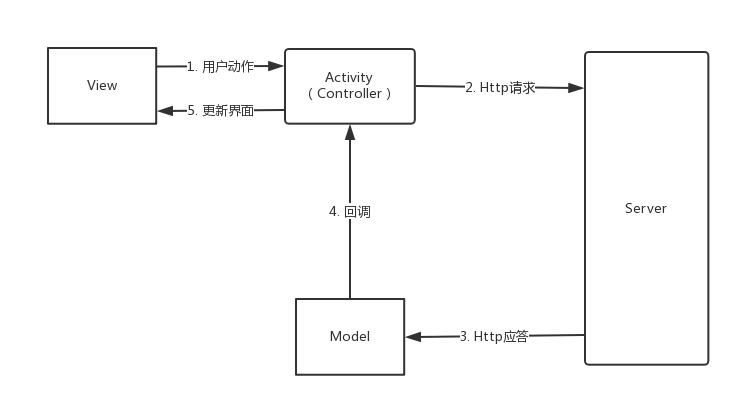 View
1. 用户动作
5. 更新界面
Activity
( Controller )
2. Http请求
Server
4. 回调
Model
3. Http应答